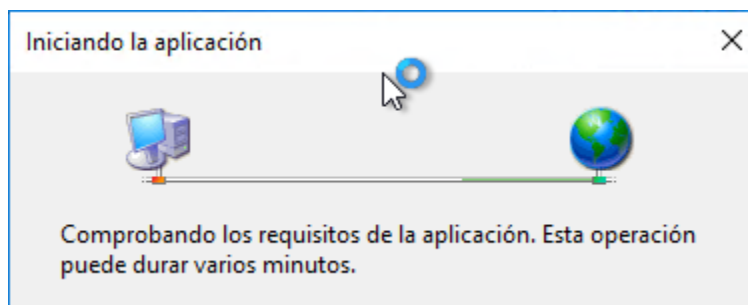 Iniciando la aplicación
Comprobando los requisitos de la aplicación. Esta operación
puede durar varios minutos.